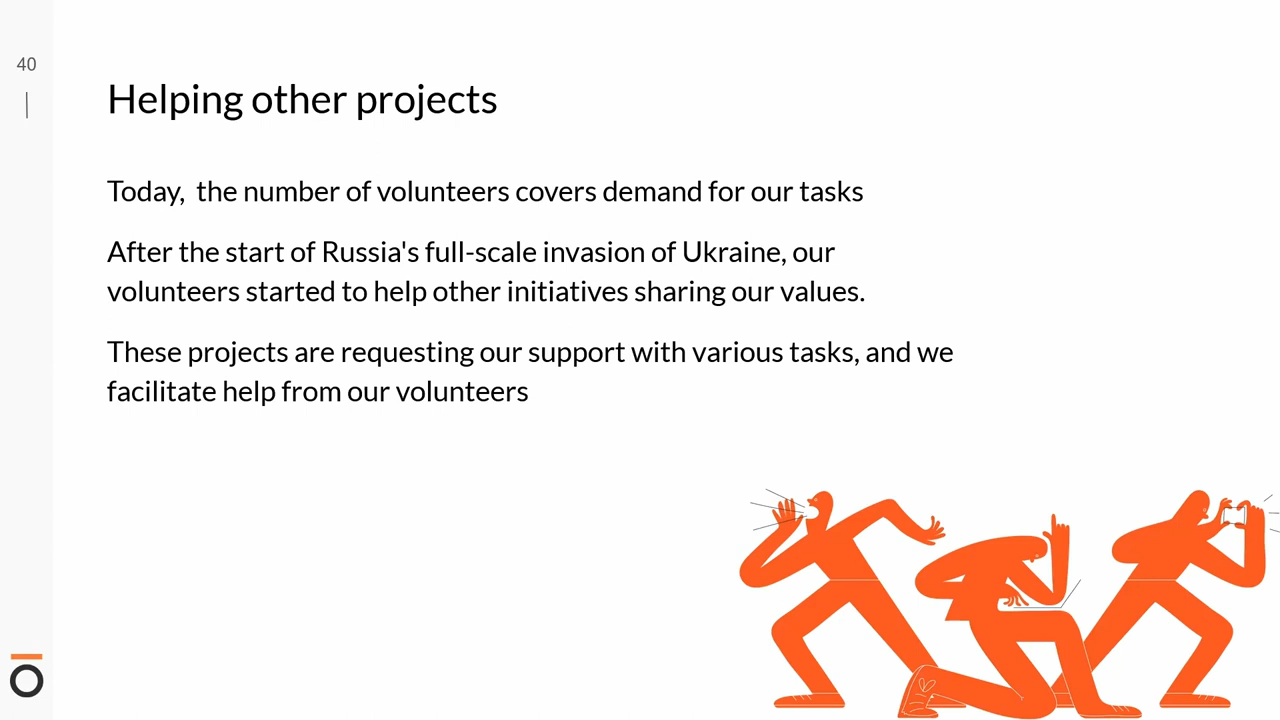 40
Helping other projects
Today,  the number of volunteers covers demand for our tasks
After the start of Russia's full-scale invasion of Ukraine, our
volunteers started to help other initiatives sharing our values.
These projects are requesting our support with various tasks, and we
facilitate help from our volunteers